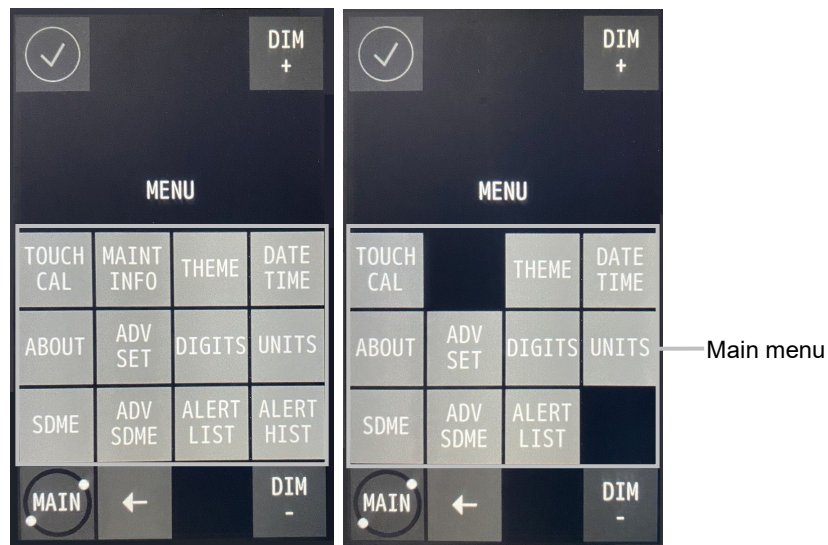 DIM
+
MENU
TOUCH CAL
MAINT INFO
THEME
DATE TIME
ABOUT
ADV SET
DIGITS
UNITS
SDME
ADV SDME
ALERT LIST
ALERT HIST
MAIN
←
DIM
-
DIM
+
MENU
TOUCH CAL
THEME
DATE TIME
ABOUT
ADV SET
DIGITS
UNITS
SDME
ADV SDME
ALERT LIST
MAIN
←
DIM
-
Main menu